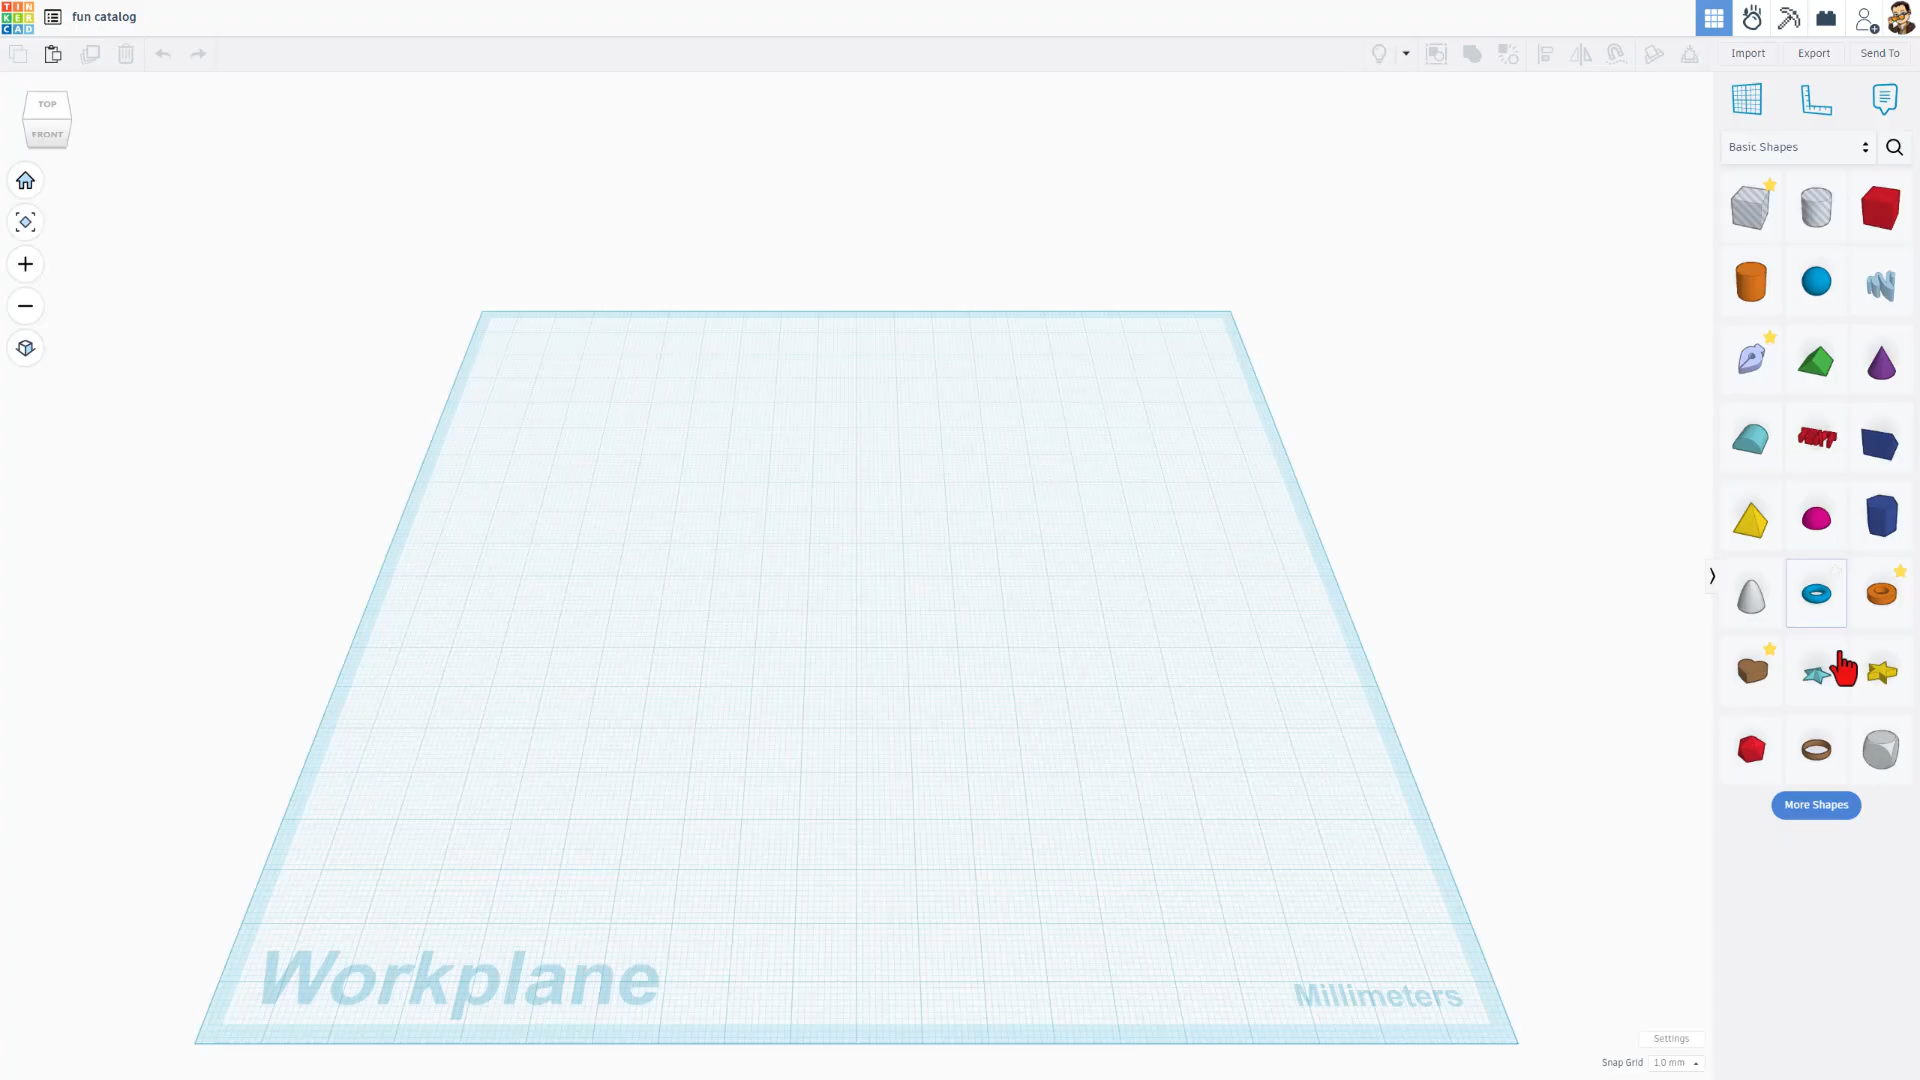 TIN
KER
CAD
fun catalog
Import
Export
Send To
TOP
FRONT
Basic Shapes
TEXT
More Shapes
Workplane
Millimeters
Settings
Snap Grid 1.0 mm